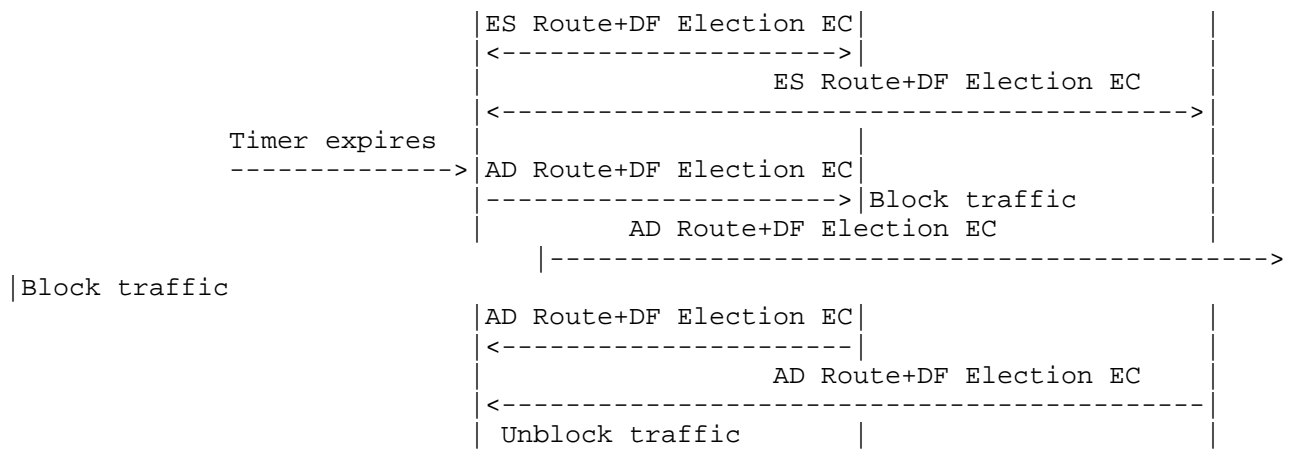 |ES Route+DF Election EC| |
|<--------------------->| |
| ES Route+DF Election EC |
|<------------------------------------------->|
Timer expires | | |
-------------->|AD Route+DF Election EC| |
|---------------------->|Block traffic |
| AD Route+DF Election EC |
|--------------------------------------------->
|Block traffic
|AD Route+DF Election EC| |
|<----------------------| |
| AD Route+DF Election EC |
|<--------------------------------------------|
| Unblock traffic | |